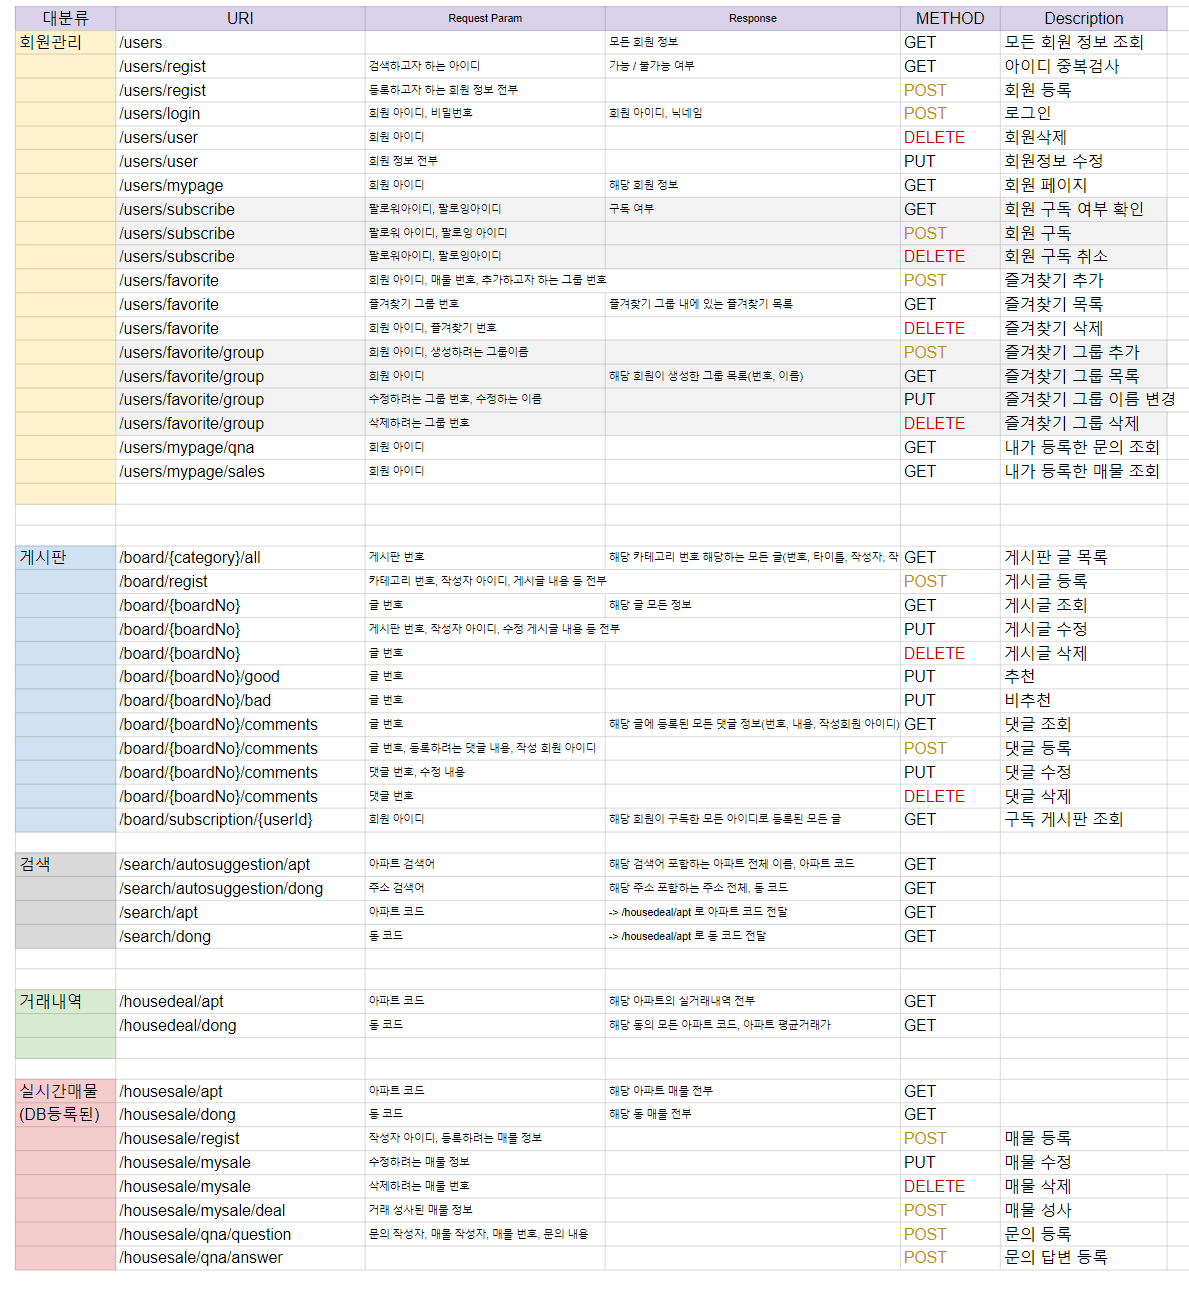 대분류 URI Request Param Response METHOD Description
회원관리 /users 모든 회원 정보 GET 모든 회원 정보 조회
/users/regist 검색하고자 하는 아이디 가능 / 불가능 여부 GET 아이디 중복검사
/users/regist 등록하고자 하는 회원 정보 전부 POST 회원 등록
/users/login 회원 아이디, 비밀번호 회원 아이디, 닉네임 POST 로그인
/users/user 회원 아이디 DELETE 회원삭제
/users/user 회원 정보 전부 PUT 회원정보 수정
/users/mypage 회원 아이디 해당 회원 정보 GET 회원 페이지
/users/subscribe 팔로워아이디, 팔로잉아이디 구독 여부 GET 회원 구독 여부 확인
/users/subscribe 팔로워 아이디, 팔로잉 아이디 POST 회원 구독
/users/subscribe 팔로워아이디, 팔로잉아이디 DELETE 회원 구독 취소
/users/favorite 회원 아이디, 매물 번호, 추가하고자 하는 그룹 번호 POST 즐겨찾기 추가
/users/favorite 즐겨찾기 그룹 번호 즐겨찾기 그룹 내에 있는 즐겨찾기 목록 GET 즐겨찾기 목록
/users/favorite 회원 아이디, 즐겨찾기 번호 DELETE 즐겨찾기 삭제
/users/favorite/group 회원 아이디, 생성하려는 그룹이름 POST 즐겨찾기 그룹 추가
/users/favorite/group 회원 아이디 해당 회원이 생성한 그룹 목록(번호, 이름) GET 즐겨찾기 그룹 목록
/users/favorite/group 수정하려는 그룹 번호, 수정하는 이름 PUT 즐겨찾기 그룹 이름 변경
/users/favorite/group 삭제하려는 그룹 번호 DELETE 즐겨찾기 그룹 삭제
/users/mypage/qna 회원 아이디 GET 내가 등록한 문의 조회
/users/mypage/sales 회원 아이디 GET 내가 등록한 매물 조회
게시판 /board/{category}/all 게시판 번호 해당 카테고리 번호 해당하는 모든 글(번호, 타이틀, 작성자, 작 GET 게시판 글 목록
/board/regist 카테고리 번호, 작성자 아이디, 게시글 내용 등 전부 POST 게시글 등록
/board/{boardNo} 글 번호 해당 글 모든 정보 GET 게시글 조회
/board/{boardNo} 게시판 번호, 작성자 아이디, 수정 게시글 내용 등 전부 PUT 게시글 수정
/board/{boardNo} 글 번호 DELETE 게시글 삭제
/board/{boardNo}/good 글 번호 PUT 추천
/board/{boardNo}/bad 글 번호 PUT 비추천
/board/{boardNo}/comments 글 번호 해당 글에 등록된 모든 댓글 정보(번호, 내용, 작성회원 아이디) GET 댓글 조회
/board/{boardNo}/comments 글 번호, 등록하려는 댓글 내용, 작성 회원 아이디 POST 댓글 등록
/board/{boardNo}/comments 댓글 번호, 수정 내용 PUT 댓글 수정
/board/{boardNo}/comments 댓글 번호 DELETE 댓글 삭제
/board/subscription/{userId} 회원 아이디 해당 회원이 구독한 모든 아이디로 등록된 모든 글 GET 구독 게시판 조회
검색 /search/autosuggestion/apt 아파트 검색어 해당 검색어 포함하는 아파트 전체 이름, 아파트 코드 GET
/search/autosuggestion/dong 주소 검색어 해당 주소 포함하는 주소 전체, 동 코드 GET
/search/apt 아파트 코드 -> /housedeal/apt 로 아파트 코드 전달 GET
/search/dong 동 코드 -> /housedeal/apt 로 동 코드 전달 GET
거래내역 /housedeal/apt 아파트 코드 해당 아파트의 실거래내역 전부 GET
/housedeal/dong 동 코드 해당 동의 모든 아파트 코드, 아파트 평균거래가 GET
실시간매물 /housesale/apt 아파트 코드 해당 아파트 매물 전부 GET
(DB등록된) /housesale/dong 동 코드 해당 동 매물 전부 GET
/housesale/regist 작성자 아이디, 등록하려는 매물 정보 POST 매물 등록
/housesale/mysale 수정하려는 매물 정보 PUT 매물 수정
/housesale/mysale 삭제하려는 매물 번호 DELETE 매물 삭제
/housesale/mysale/deal 거래 성사된 매물 정보 POST 매물 성사
/housesale/qna/question 문의 작성자, 매물 작성자, 매물 번호, 문의 내용 POST 문의 등록
/housesale/qna/answer POST 문의 답변 등록